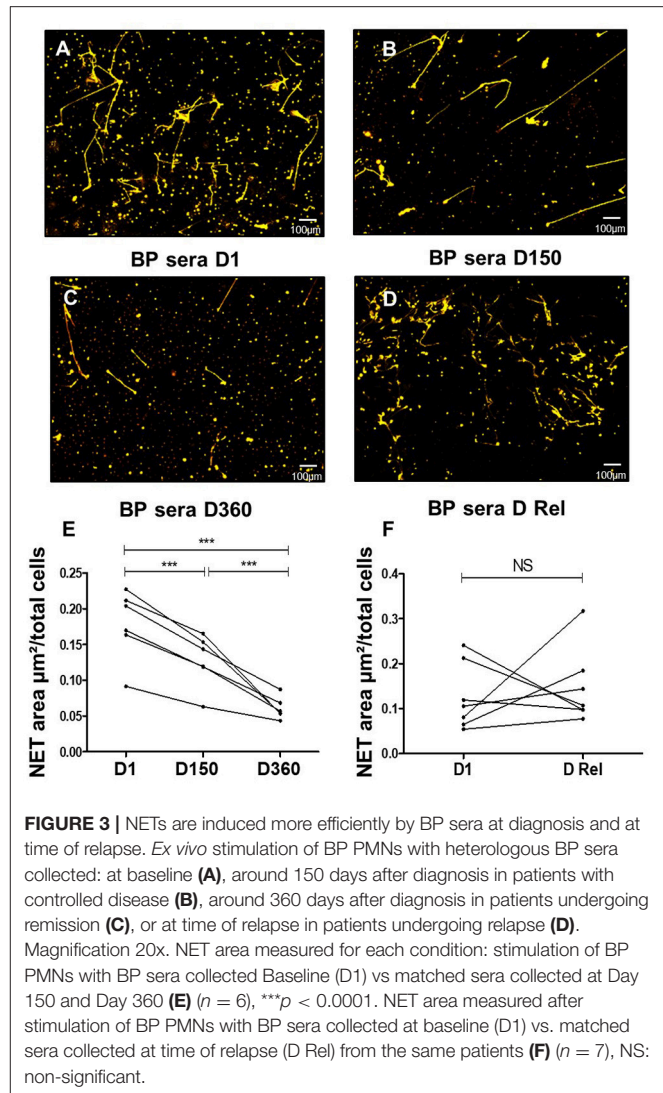 A
B
100µm
100µm
BP sera D1
BP sera D150
C
D
100µm
100µm
BP sera D360
BP sera D Rel
E
F
***
***
***
NS
NET area µm²/total cells
0.25
0.20
0.15
0.10
0.05
0.00
D1
D150
D360
NET area µm²/total cells
0.4
0.3
0.2
0.1
0.0
D1
D Rel
FIGURE 3 | NETs are induced more efficiently by BP sera at diagnosis and at
time of relapse. Ex vivo stimulation of BP PMNs with heterologous BP sera
collected: at baseline (A), around 150 days after diagnosis in patients with
controlled disease (B), around 360 days after diagnosis in patients undergoing
remission (C), or at time of relapse in patients undergoing relapse (D).
Magnification 20x. NET area measured for each condition: stimulation of BP
PMNs with BP sera collected Baseline (D1) vs matched sera collected at Day
150 and Day 360 (E) (n = 6), ***p < 0.0001. NET area measured after
stimulation of BP PMNs with BP sera collected at baseline (D1) vs. matched
sera collected at time of relapse (D Rel) from the same patients (F) (n = 7), NS:
non-significant.